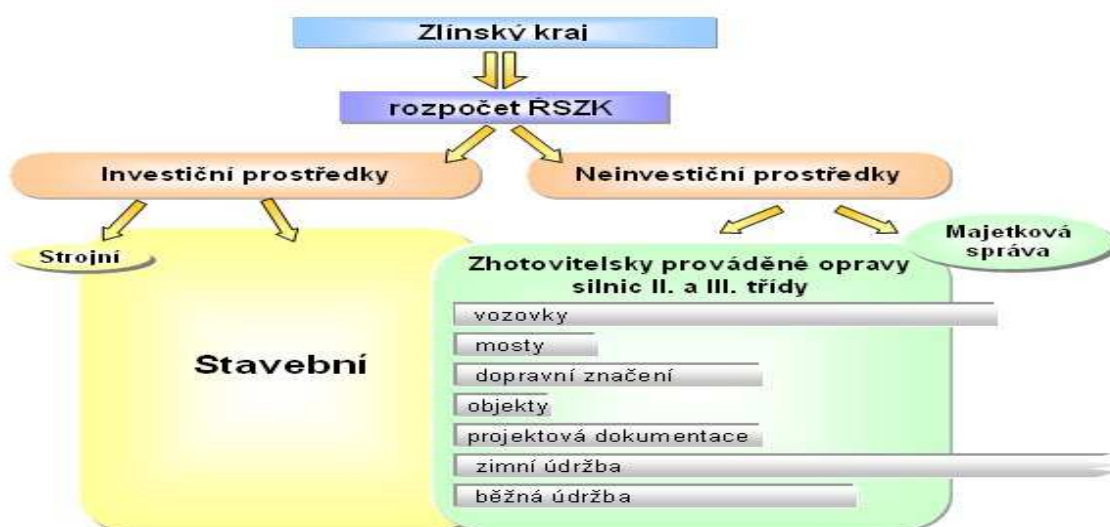 Zlínský kraj
rozpočet ŘSZK
Investiční prostředky
Neinvestiční prostředky
Strojní
Majetková
správa
Stavební
Zhotovitelsky prováděné opravy
silnic II. a III. třídy
vozovky
mosty
dopravní značení
objekty
projektová dokumentace
zimní údržba
běžná údržba